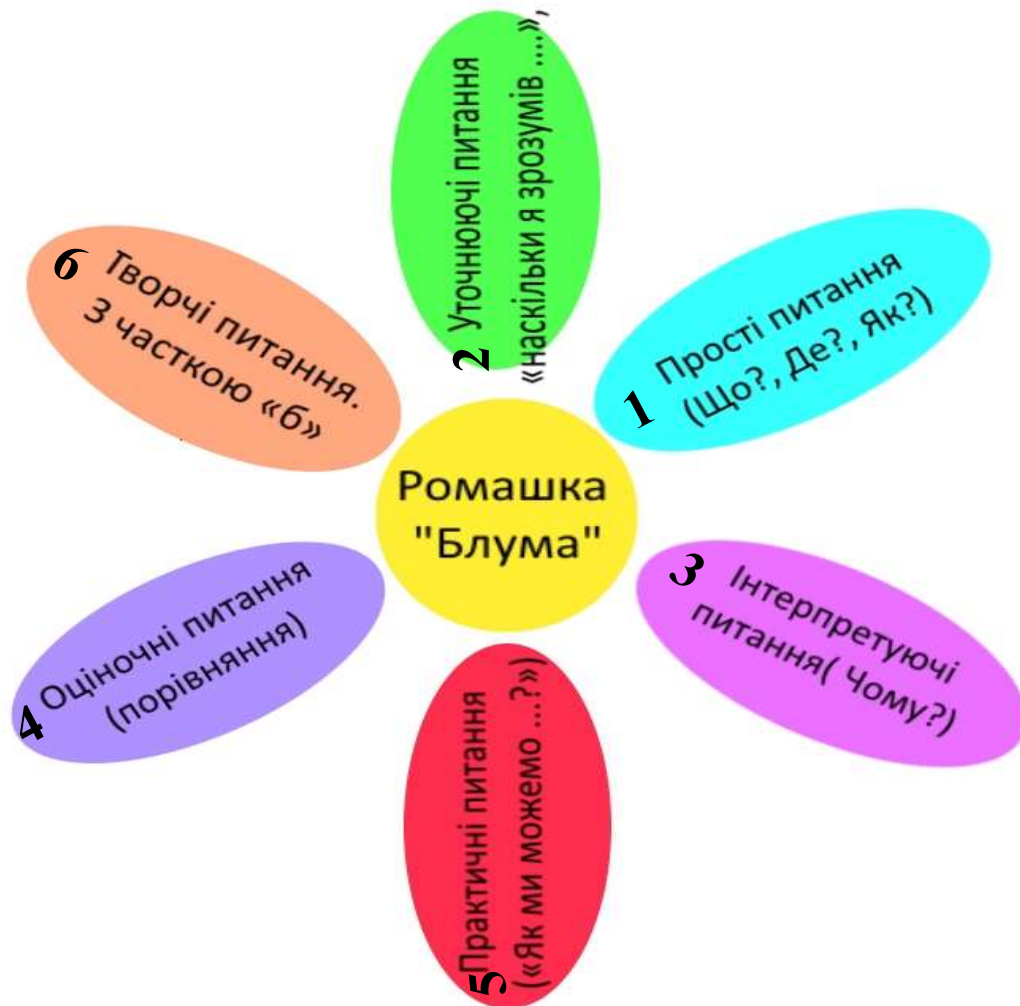 Ромашка
"Блума"
1
Прості питання
(Що?, Де?, Як?)
2
Уточнюючі питання
«наскільки я зрозумів ....»,
3
Інтерпретуючі
питання( Чому?)
4
Оціночні питання
(порівняння)
5
Практичні питання
(«Як ми можемо ...?»)
6
Творчі питання.
З часткою «б»